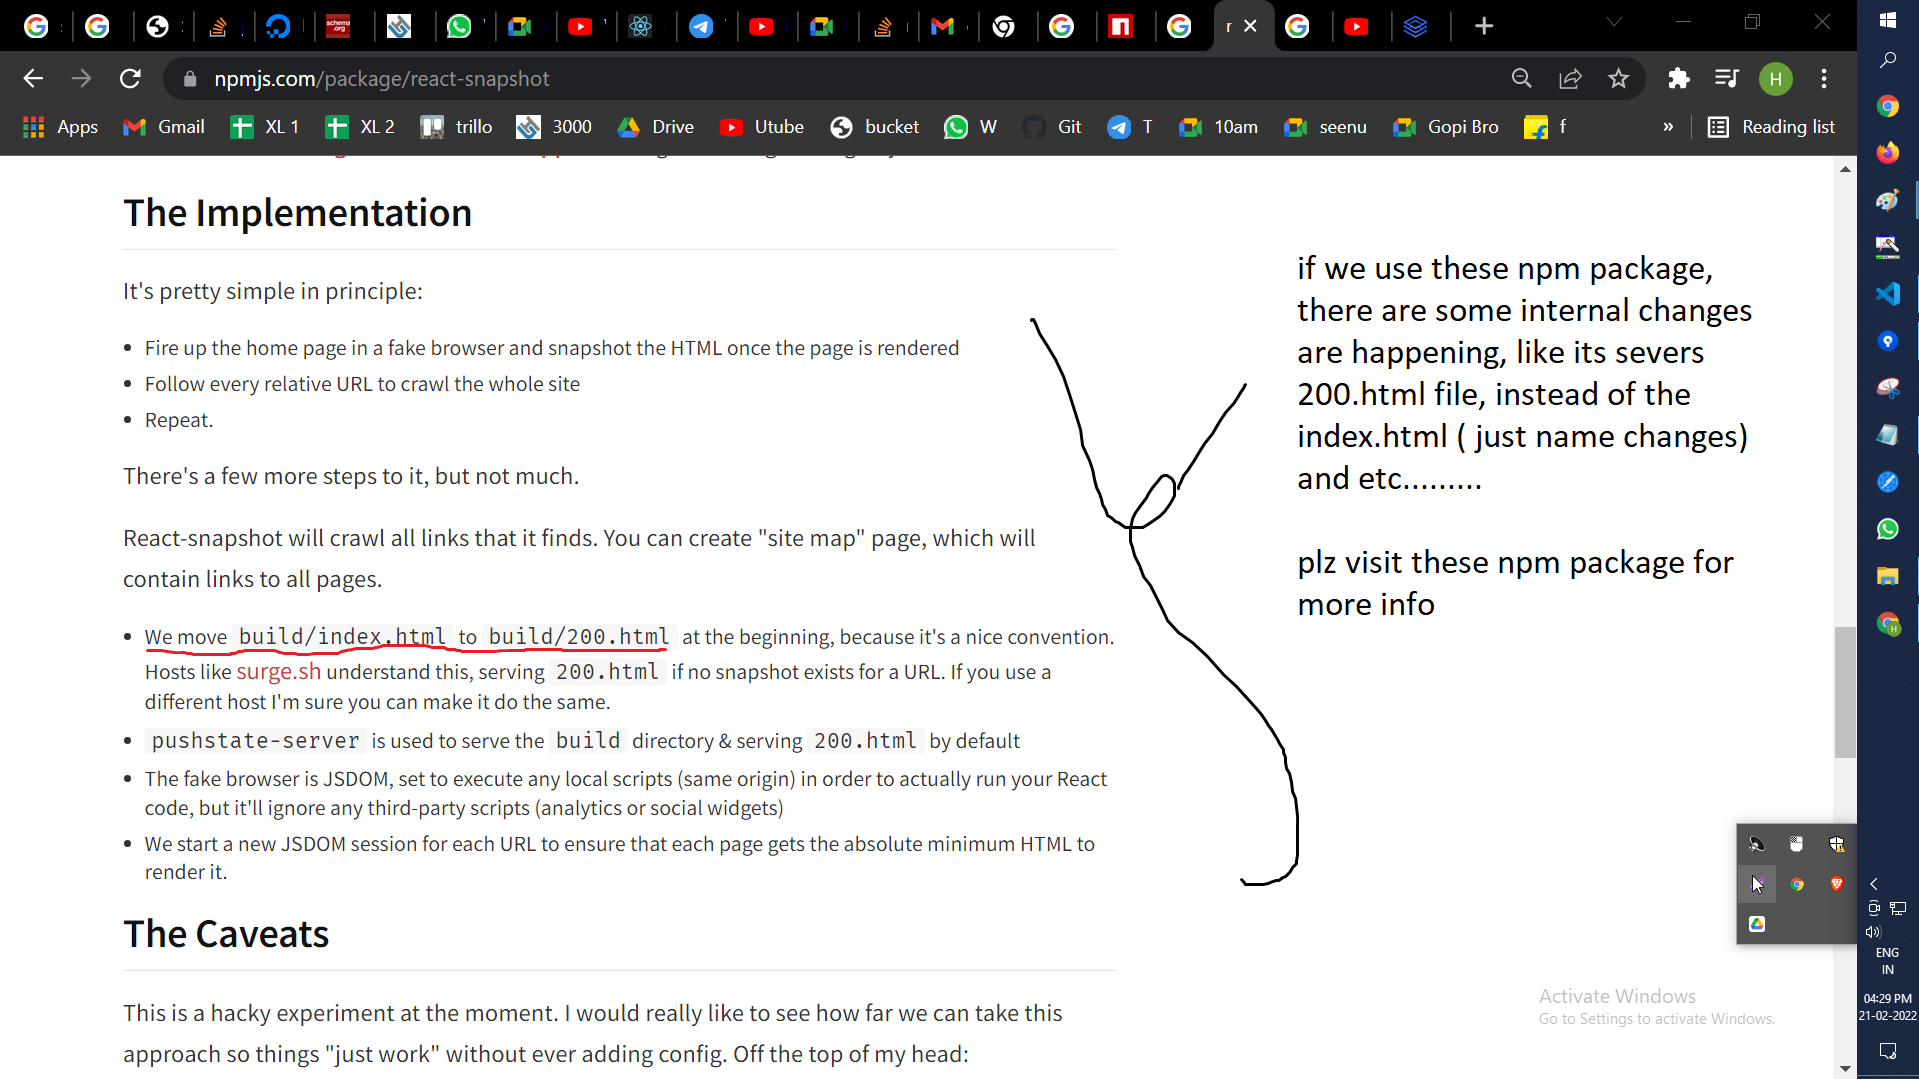 r
npmjs.com/package/react-snapshot
H
Apps
Gmail
XL 1
XL 2
trillo
3000
Drive
Utube
bucket
W
Git
T
10am
seenu
Gopi Bro
f
»
Reading list
The Implementation
It's pretty simple in principle:
• Fire up the home page in a fake browser and snapshot the HTML once the page is rendered
• Follow every relative URL to crawl the whole site
• Repeat.
There's a few more steps to it, but not much.
React-snapshot will crawl all links that it finds. You can create "site map" page, which will
contain links to all pages.
• We move build/index.html to build/200.html at the beginning, because it's a nice convention.
Hosts like surge.sh understand this, serving 200.html if no snapshot exists for a URL. If you use a
different host I'm sure you can make it do the same.
• pushstate-server is used to serve the build directory & serving 200.html by default
• The fake browser is JSDOM, set to execute any local scripts (same origin) in order to actually run your React
code, but it'll ignore any third-party scripts (analytics or social widgets)
• We start a new JSDOM session for each URL to ensure that each page gets the absolute minimum HTML to
render it.
The Caveats
This is a hacky experiment at the moment. I would really like to see how far we can take this
approach so things "just work" without ever adding config. Off the top of my head:
if we use these npm package,
there are some internal changes
are happening, like its severs
200.html file, instead of the
index.html ( just name changes)
and etc.........
plz visit these npm package for
more info
Activate Windows
Go to Settings to activate Windows.
ENG
IN
04:29 PM
21-02-2022